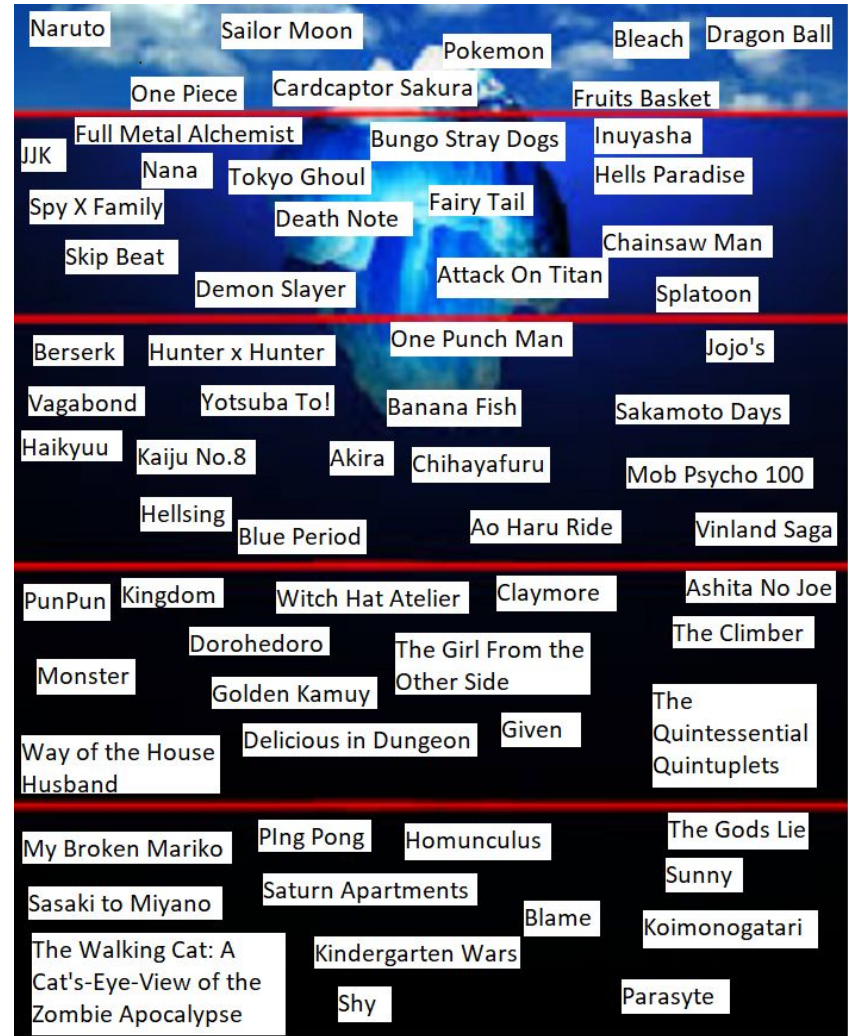 Naruto
Sailor Moon
Pokemon
Bleach
Dragon Ball
One Piece
Cardcaptor Sakura
Fruits Basket
Full Metal Alchemist
Bungo Stray Dogs
Inuyasha
JJK
Nana
Tokyo Ghoul
Hells Paradise
Spy X Family
Death Note
Fairy Tail
Skip Beat
Chainsaw Man
Demon Slayer
Attack On Titan
Splatoon
Berserk
Hunter x Hunter
One Punch Man
Jojo's
Vagabond
Yotsuba To!
Banana Fish
Sakamoto Days
Haikyuu
Kaiju No.8
Akira
Chihayafuru
Mob Psycho 100
Hellsing
Blue Period
Ao Haru Ride
Vinland Saga
PunPun
Kingdom
Witch Hat Atelier
Claymore
Ashita No Joe
Dorohedoro
The Girl From the
Other Side
The Climber
Monster
Golden Kamuy
The
Quintessential
Quintuplets
Way of the House
Husband
Delicious in Dungeon
Given
My Broken Mariko
PIng Pong
Homunculus
The Gods Lie
Sunny
Sasaki to Miyano
Saturn Apartments
Blame
Koimonogatari
The Walking Cat: A
Cat's-Eye-View of the
Zombie Apocalypse
Kindergarten Wars
Shy
Parasyte